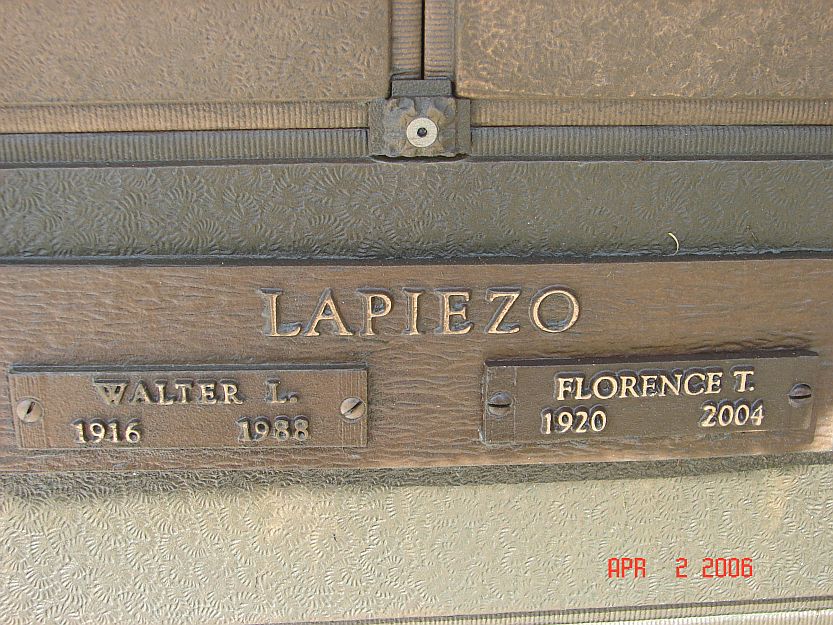 LAPIEZO
WALTER L.
1916 1988
FLORENCE T.
1920 2004
APR 2 2006